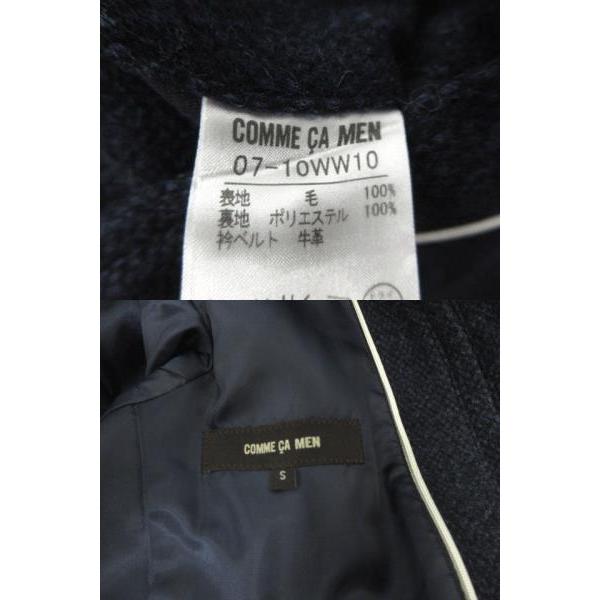 COMME ÇA MEN
07-10WW10
表地 毛 100%
裏地 ポリエステル 100%
衿ベルト 牛革
COMME ÇA MEN
S